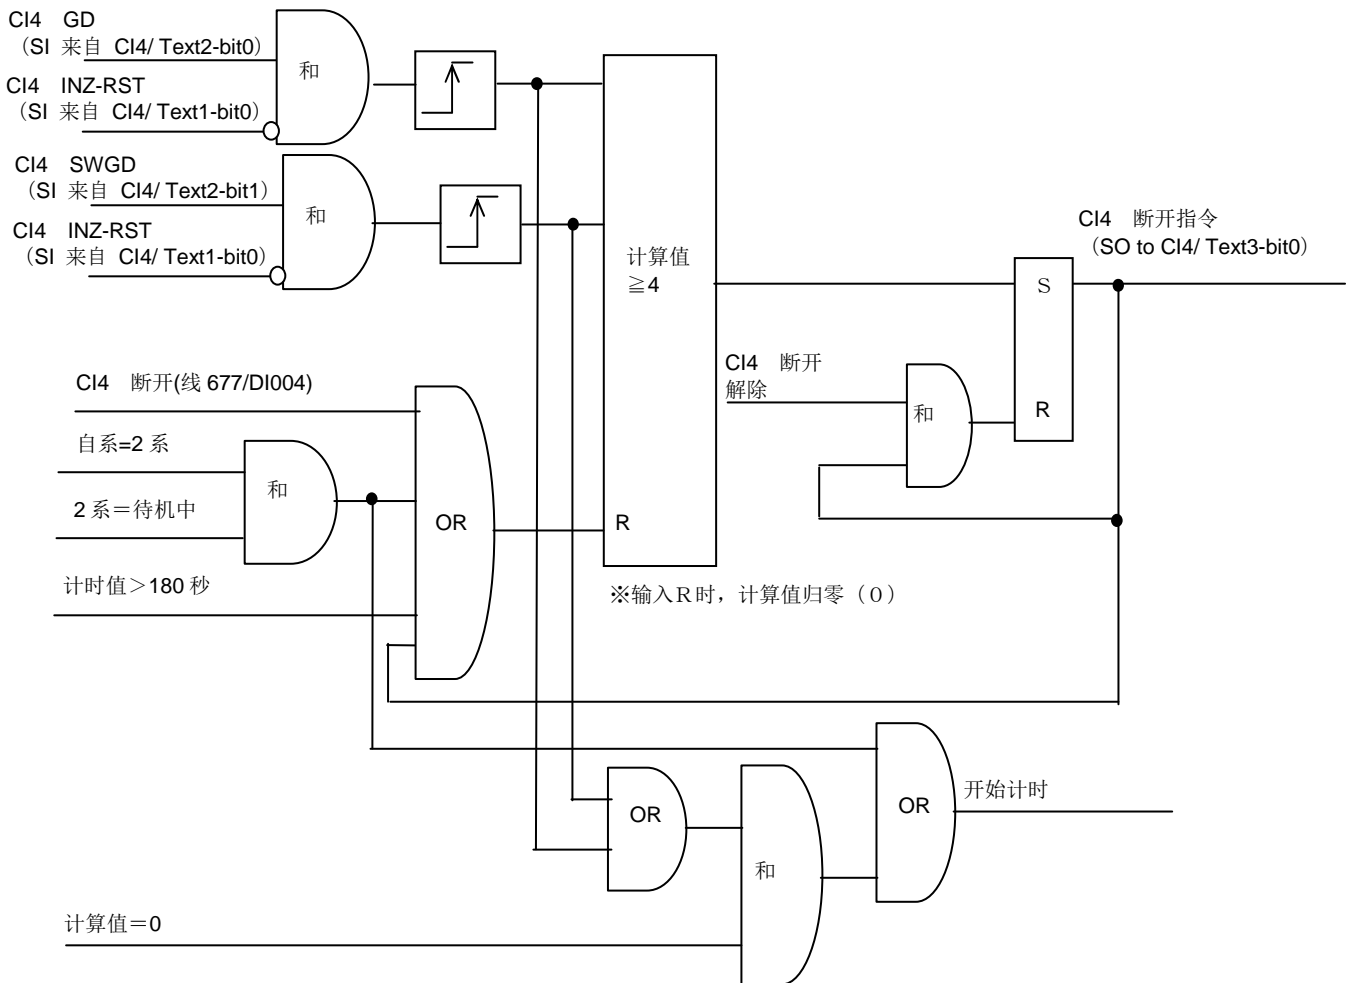 CI4 GD
（SI 来自 CI4/ Text2-bit0）
CI4 INZ-RST
（SI 来自 CI4/ Text1-bit0）
和
CI4 SWGD
（SI 来自 CI4/ Text2-bit1）
CI4 INZ-RST
（SI 来自 CI4/ Text1-bit0）
和
计算值
≧4
R
CI4 断开指令
（SO to CI4/ Text3-bit0）
S
R
CI4 断开
解除
和
CI4 断开(线 677/DI004)
自系=2 系
2 系＝待机中
和
计时值＞180 秒
OR
※输入Ｒ时，计算值归零（０）
OR
和
OR
开始计时
计算值＝0